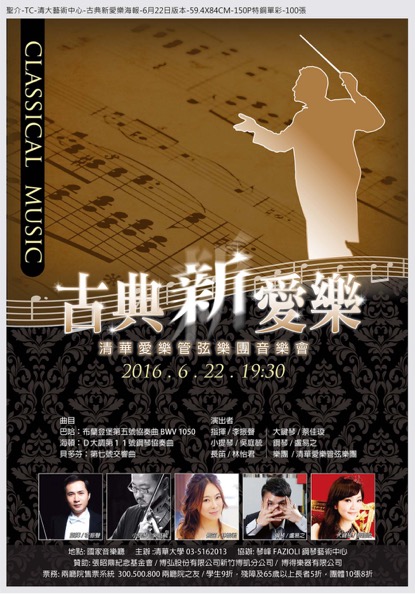 聖介-TC-清大藝術中心-古典新愛樂海報-6月22日版本-59.4X84CM-150P特銅單彩-100張
CLASSICAL MUSIC
古典新愛樂
清華愛樂管弦樂團音樂會
2016 . 6 . 22 . 19:30
曲目
巴哈：布蘭登堡第五號協奏曲 BWV 1050
海頓：D大調第11號鋼琴協奏曲
貝多芬：第七號交響曲
演出者
指揮 / 李振聲 大鍵琴 / 蔡佳璇
小提琴 / 吳庭毓 鋼琴 / 盧易之
長笛 / 林怡君 樂團 / 清華愛樂管弦樂團
地點: 國家音樂廳 主辦 :清華大學 03-5162013 協辦: 琴峰 FAZIOLI 鋼琴藝術中心
贊助: 張昭鼎紀念基金會 / 博泓股份有限公司新竹博凱分公司 / 博得樂器有限公司
票務: 兩廳院售票系統 300.500.800 兩廳院之友 / 學生9折，殘障及65歲以上長者5折，團體10張8折